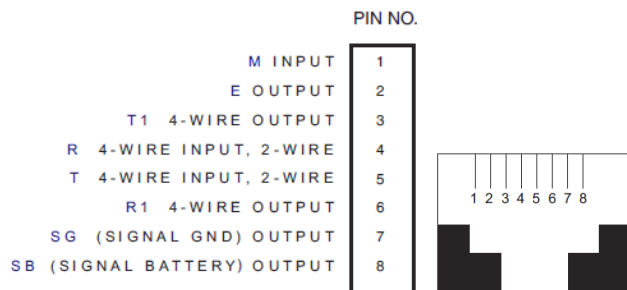 PIN NO.
M INPUT 1
E OUTPUT 2
T1 4-WIRE OUTPUT 3
R 4-WIRE INPUT, 2-WIRE 4
T 4-WIRE INPUT, 2-WIRE 5
R1 4-WIRE OUTPUT 6
SG (SIGNAL GND) OUTPUT 7
SB (SIGNAL BATTERY) OUTPUT 8
1 2 3 4 5 6 7 8